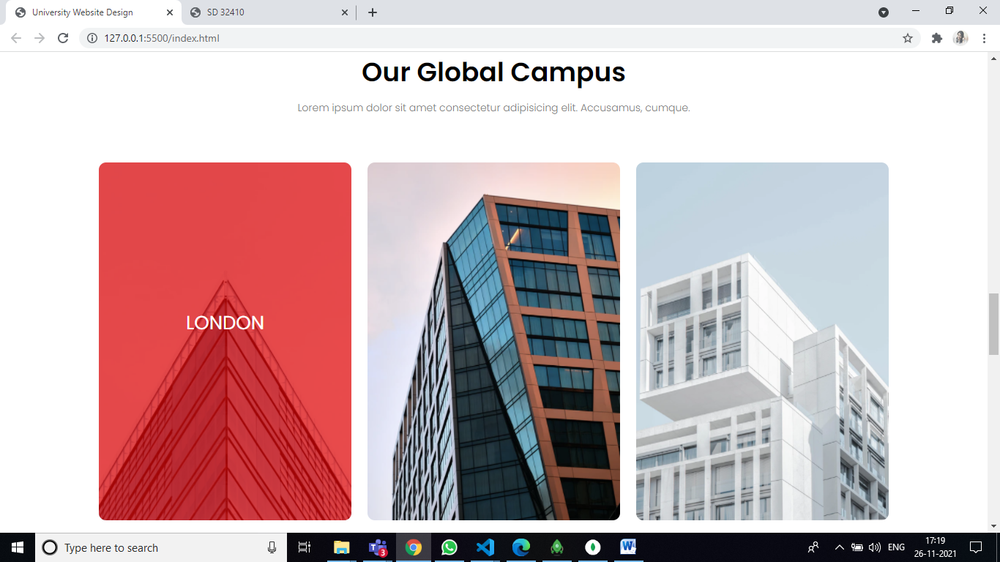 University Website Design
SD 32410
127.0.0.1:5500/index.html
Our Global Campus
Lorem ipsum dolor sit amet consectetur adipisicing elit. Accusamus, cumque.
LONDON
Type here to search
3
W
ENG
17:19
26-11-2021